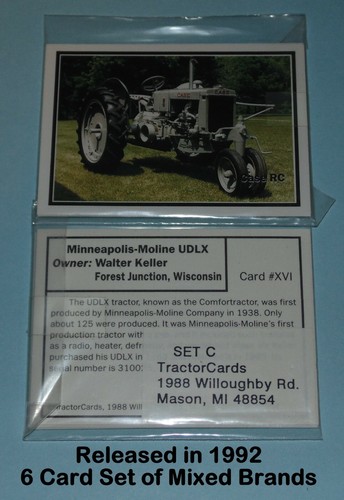 CASE
CASE
Case RC
Minneapolis-Moline UDLX
Owner: Walter Keller
Forest Junction, Wisconsin
Card #XVI
The UDLX tractor, known as the Comfortractor, was first
produced by Minneapolis-Moline Company in 1938. Only
about 125 were produced. It was Minneapolis-Moline's first
production tractor with
as a radio, heater, defr
purchased his UDLX in
serial number is 3100
©TractorCards, 1988 Wil
SET C
TractorCards
1988 Willoughby Rd.
Mason, MI 48854
Released in 1992
6 Card Set of Mixed Brands